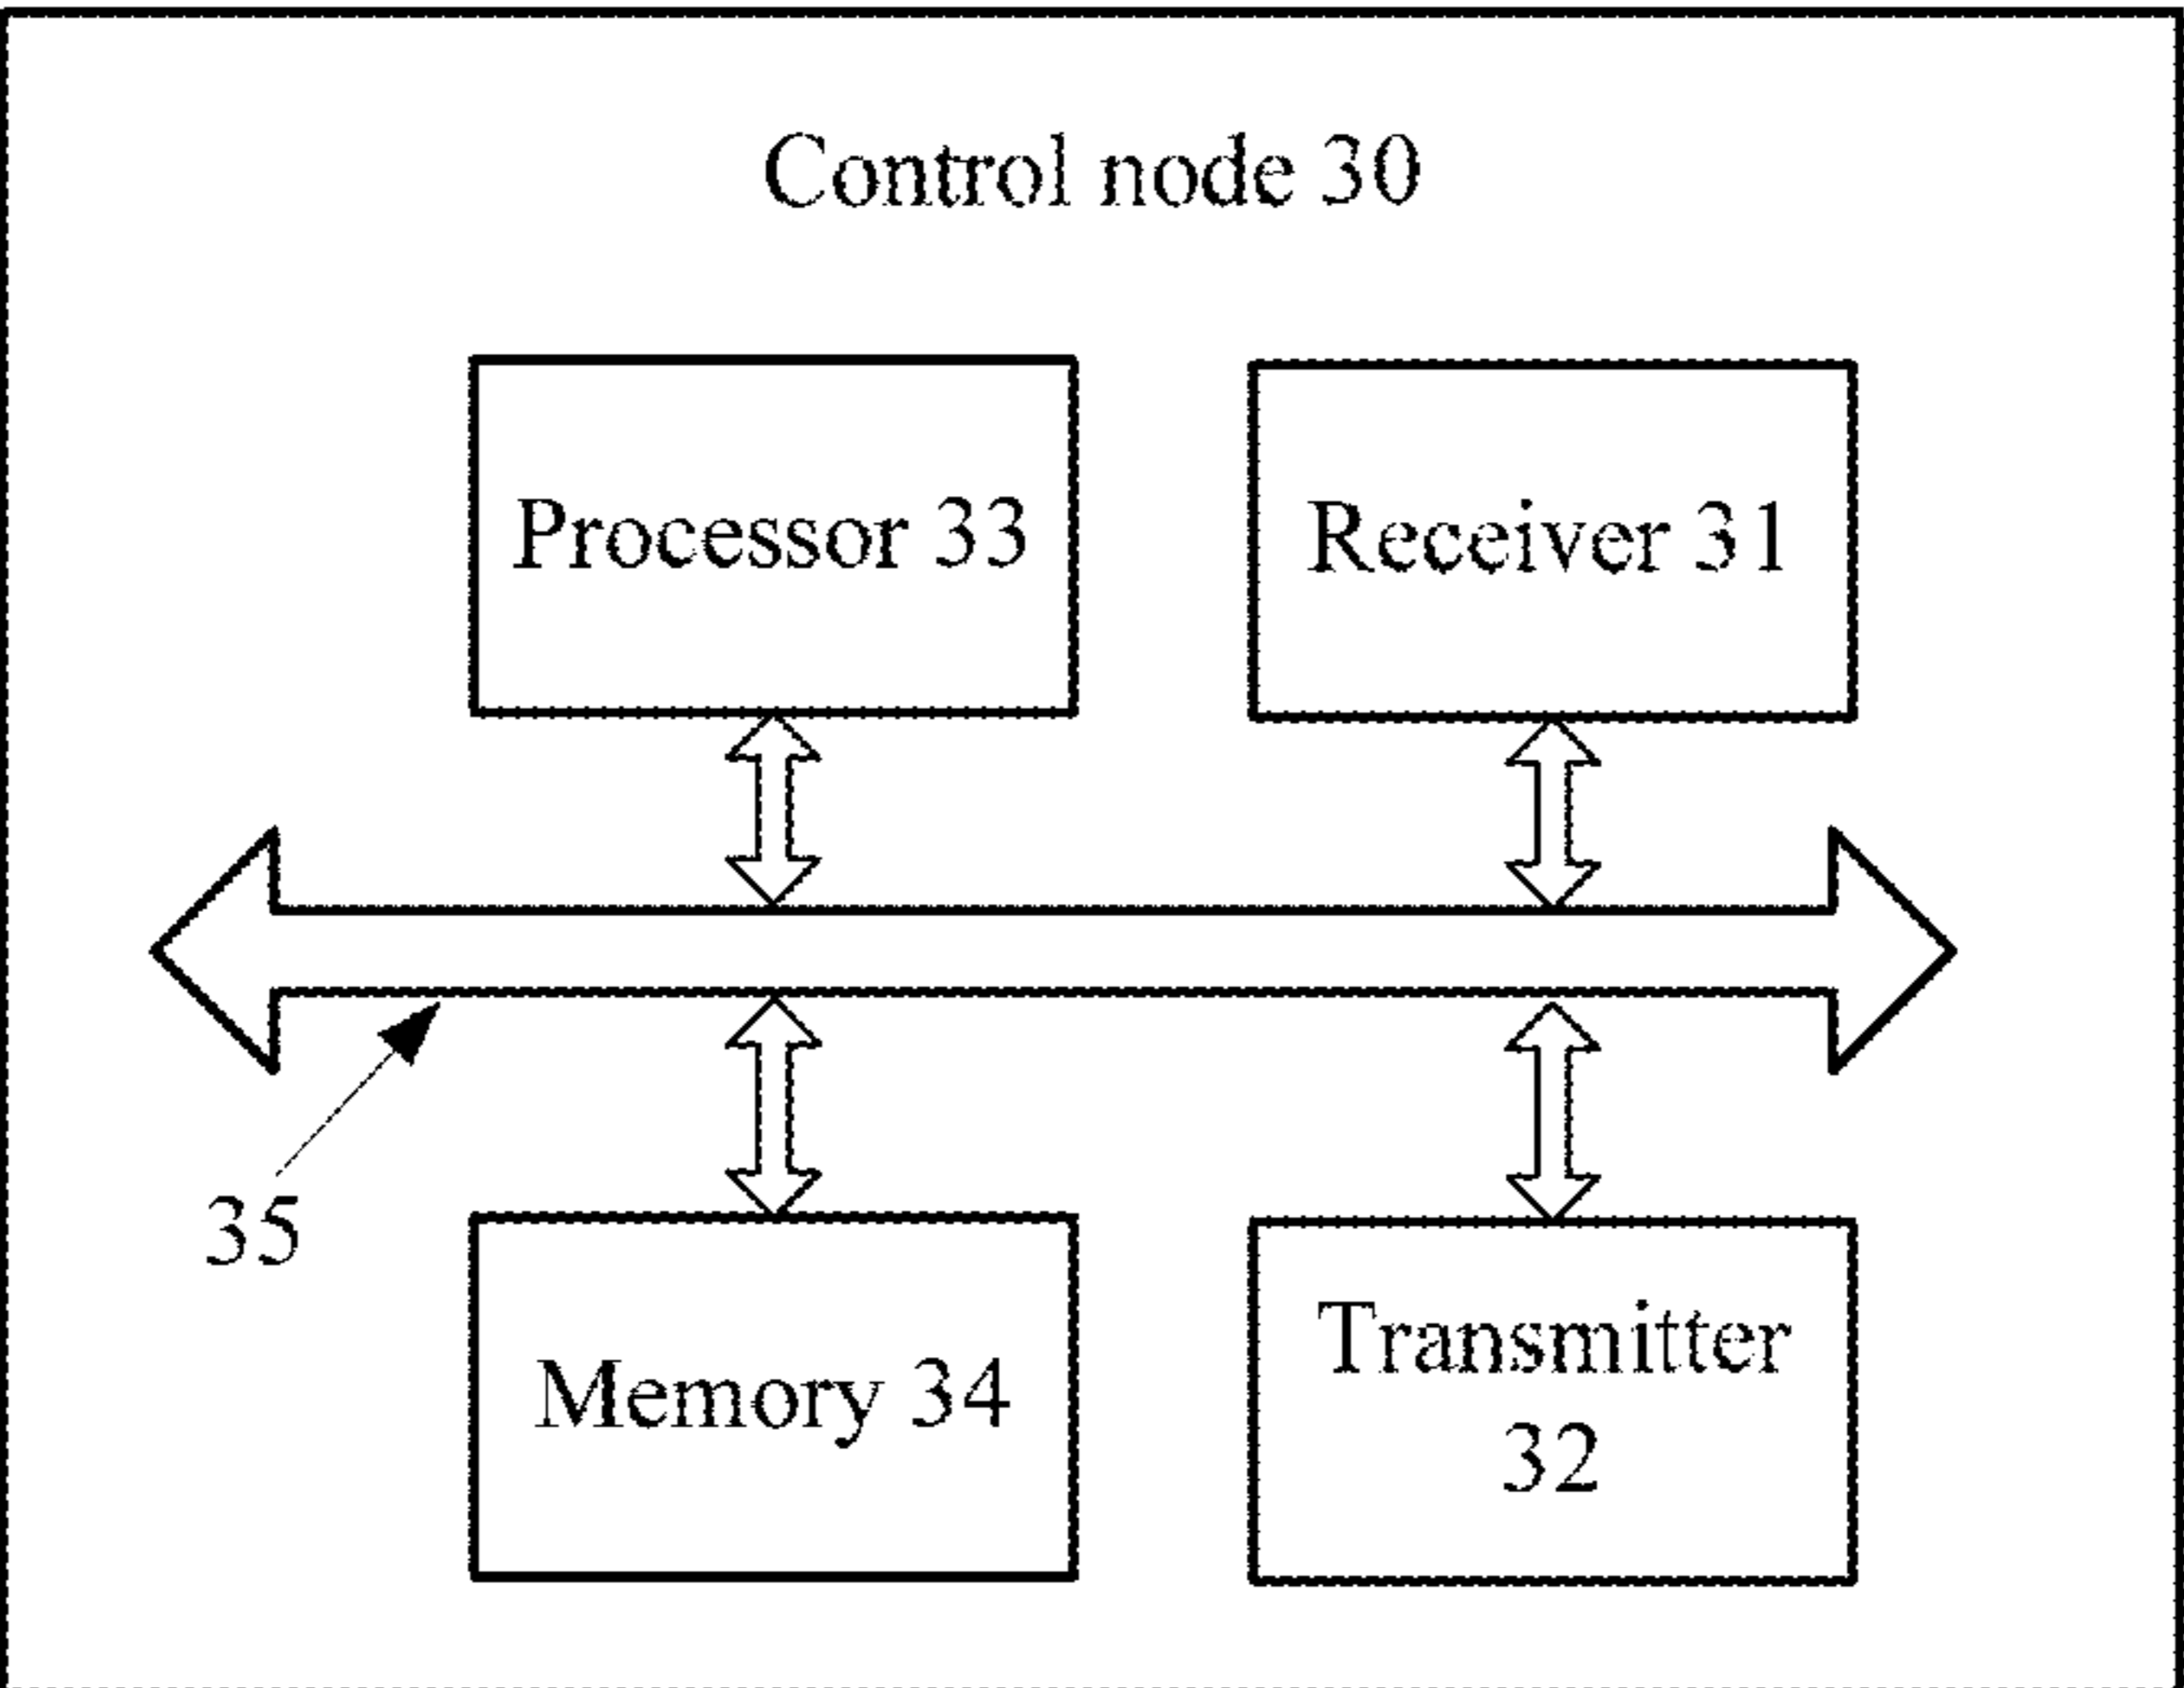 Control node 30
Processor 33
Receiver 31
35
Memory 34
Transmitter
32